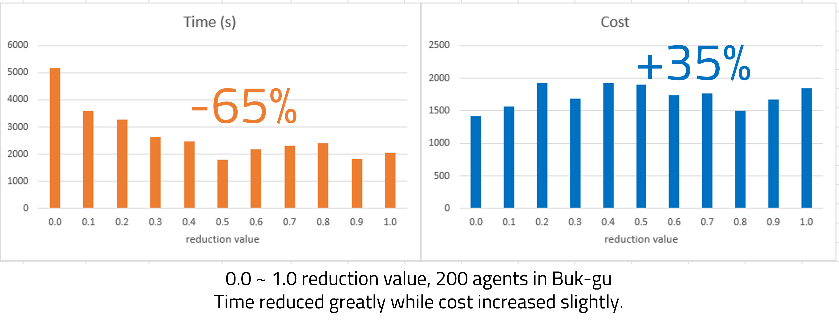 Time (s)
6000
5000
4000
3000
2000
1000
0
-65%
0.0 0.1 0.2 0.3 0.4 0.5 0.6 0.7 0.8 0.9 1.0
reduction value
Cost
2500
2000
1500
1000
500
0
+35%
0.0 0.1 0.2 0.3 0.4 0.5 0.6 0.7 0.8 0.9 1.0
reduction value
0.0 ~ 1.0 reduction value, 200 agents in Buk-gu
Time reduced greatly while cost increased slightly.